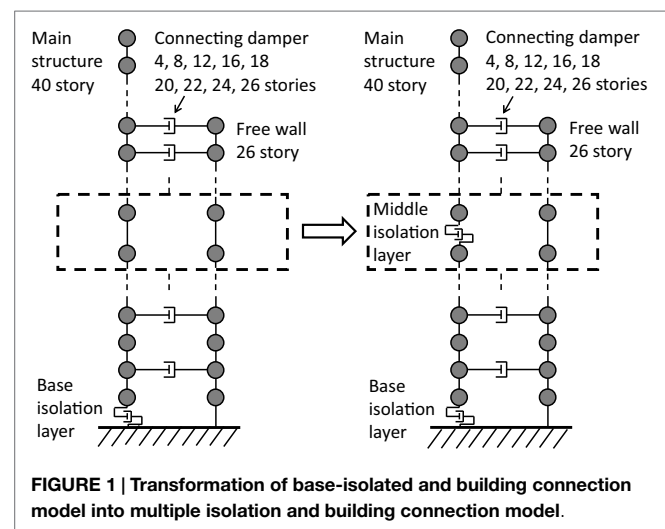 Main
structure
40 story
Connecting damper
4, 8, 12, 16, 18
20, 22, 24, 26 stories
Free wall
26 story
Base
isolation
layer
Main
structure
40 story
Connecting damper
4, 8, 12, 16, 18
20, 22, 24, 26 stories
Free wall
26 story
Middle
isolation
layer
Base
isolation
layer
FIGURE 1 | Transformation of base-isolated and building connection
model into multiple isolation and building connection model.